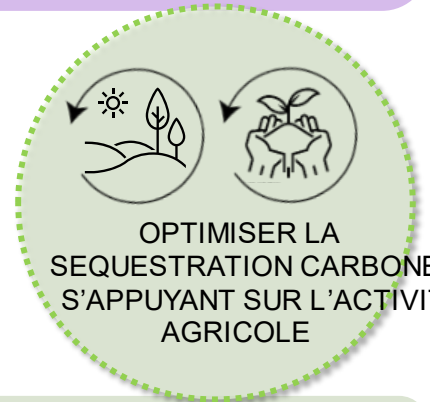 OPTIMISER LA
SEQUESTRATION CARBONE
S'APPUYANT SUR L'ACTIVIT
AGRICOLE